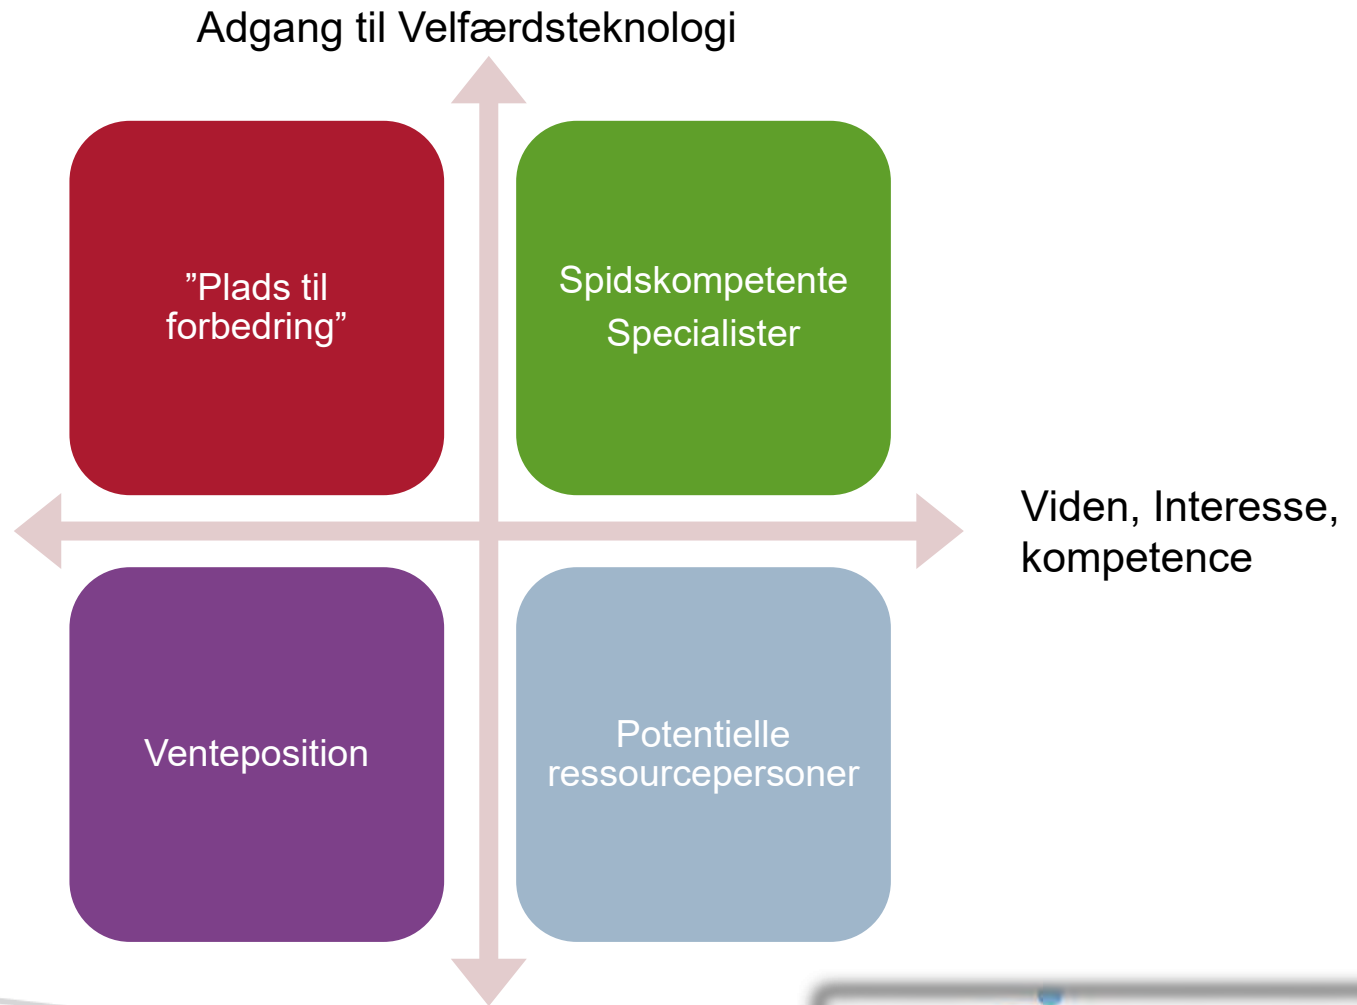 Adgang til Velfærdsteknologi
”Plads til
forbedring”
Spidskompetente
Specialister
Viden, Interesse,
kompetence
Venteposition
Potentielle
ressourcepersoner